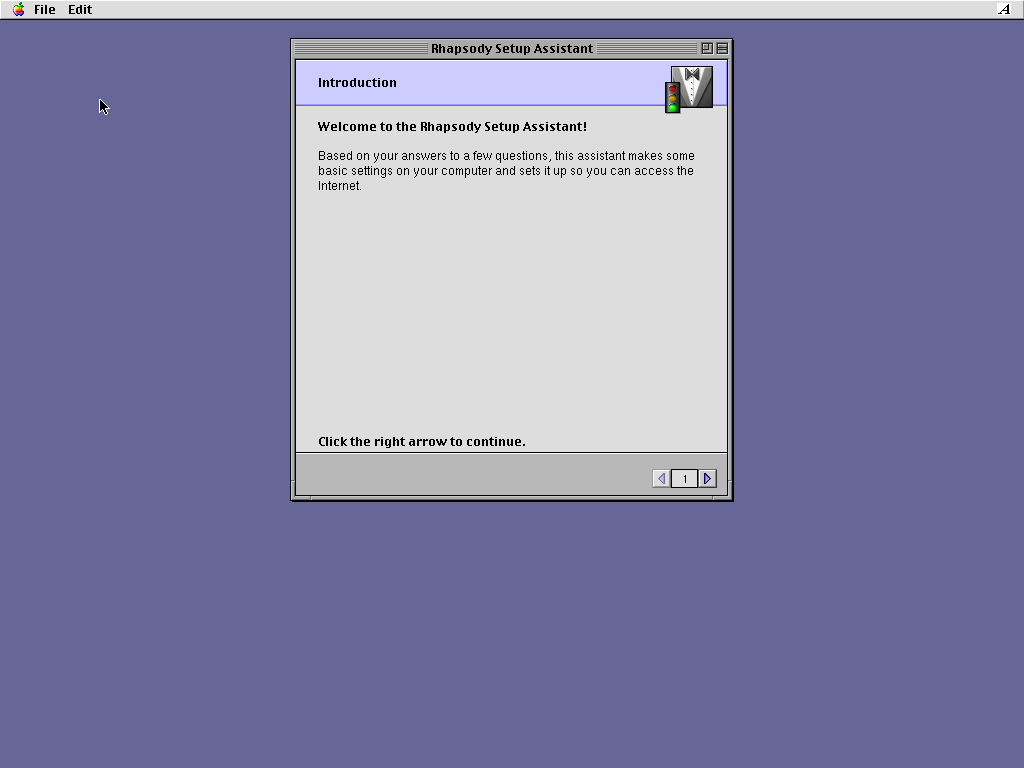 File Edit A
Rhapsody Setup Assistant
Introduction
Welcome to the Rhapsody Setup Assistant!
Based on your answers to a few questions, this assistant makes some
basic settings on your computer and sets it up so you can access the
Internet.
Click the right arrow to continue.
1